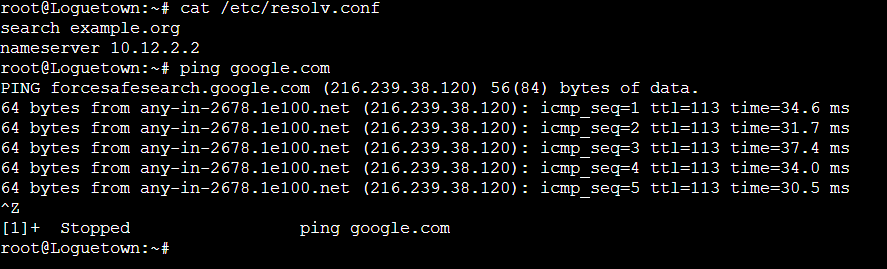 root@Loguetown:~# cat /etc/resolv.conf
search example.org
nameserver 10.12.2.2
root@Loguetown:~# ping google.com
PING forcesafesearch.google.com (216.239.38.120) 56(84) bytes of data.
64 bytes from any-in-2678.1e100.net (216.239.38.120): icmp_seq=1 ttl=113 time=34.6 ms
64 bytes from any-in-2678.1e100.net (216.239.38.120): icmp_seq=2 ttl=113 time=31.7 ms
64 bytes from any-in-2678.1e100.net (216.239.38.120): icmp_seq=3 ttl=113 time=37.4 ms
64 bytes from any-in-2678.1e100.net (216.239.38.120): icmp_seq=4 ttl=113 time=34.0 ms
64 bytes from any-in-2678.1e100.net (216.239.38.120): icmp_seq=5 ttl=113 time=30.5 ms
^Z
[1]+  Stopped                 ping google.com
root@Loguetown:~#